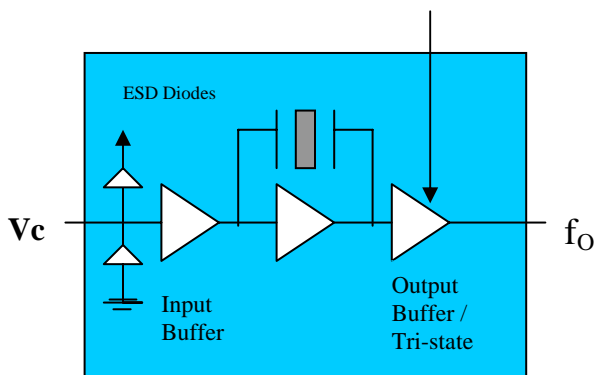 ESD Diodes
Vc
fO
Input
Buffer
Output
Buffer /
Tri-state